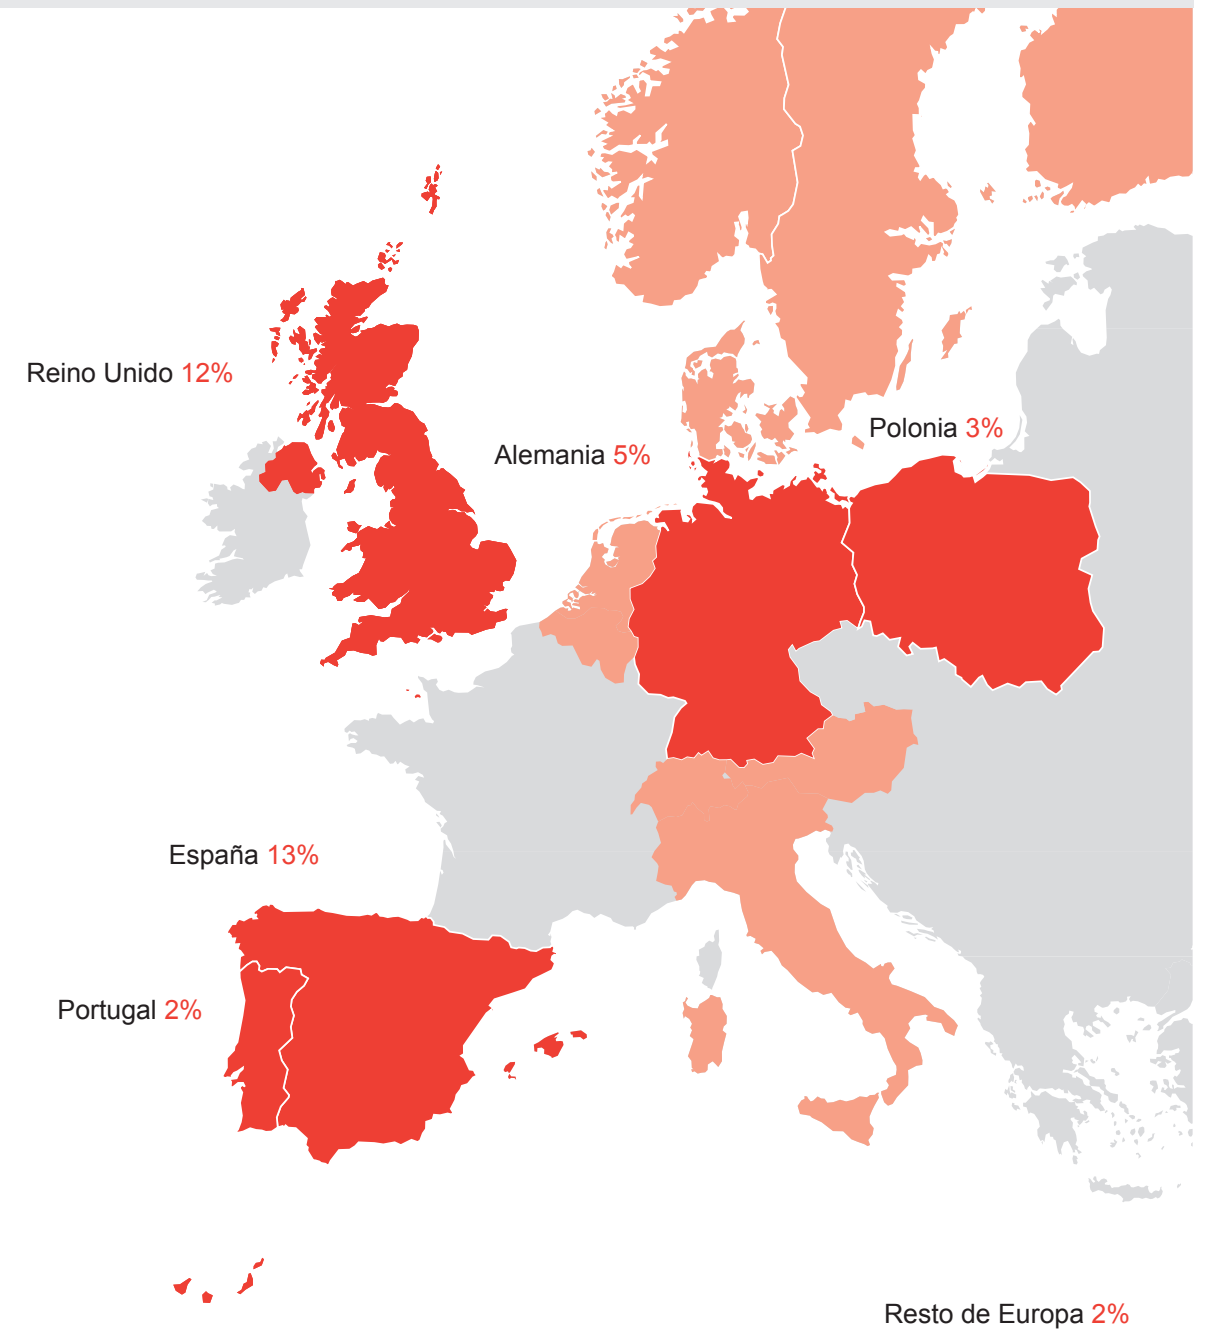 Reino Unido 12%
Polonia 3%
Alemania 5%
España 13%
Portugal 2%
Resto de Europa 2%